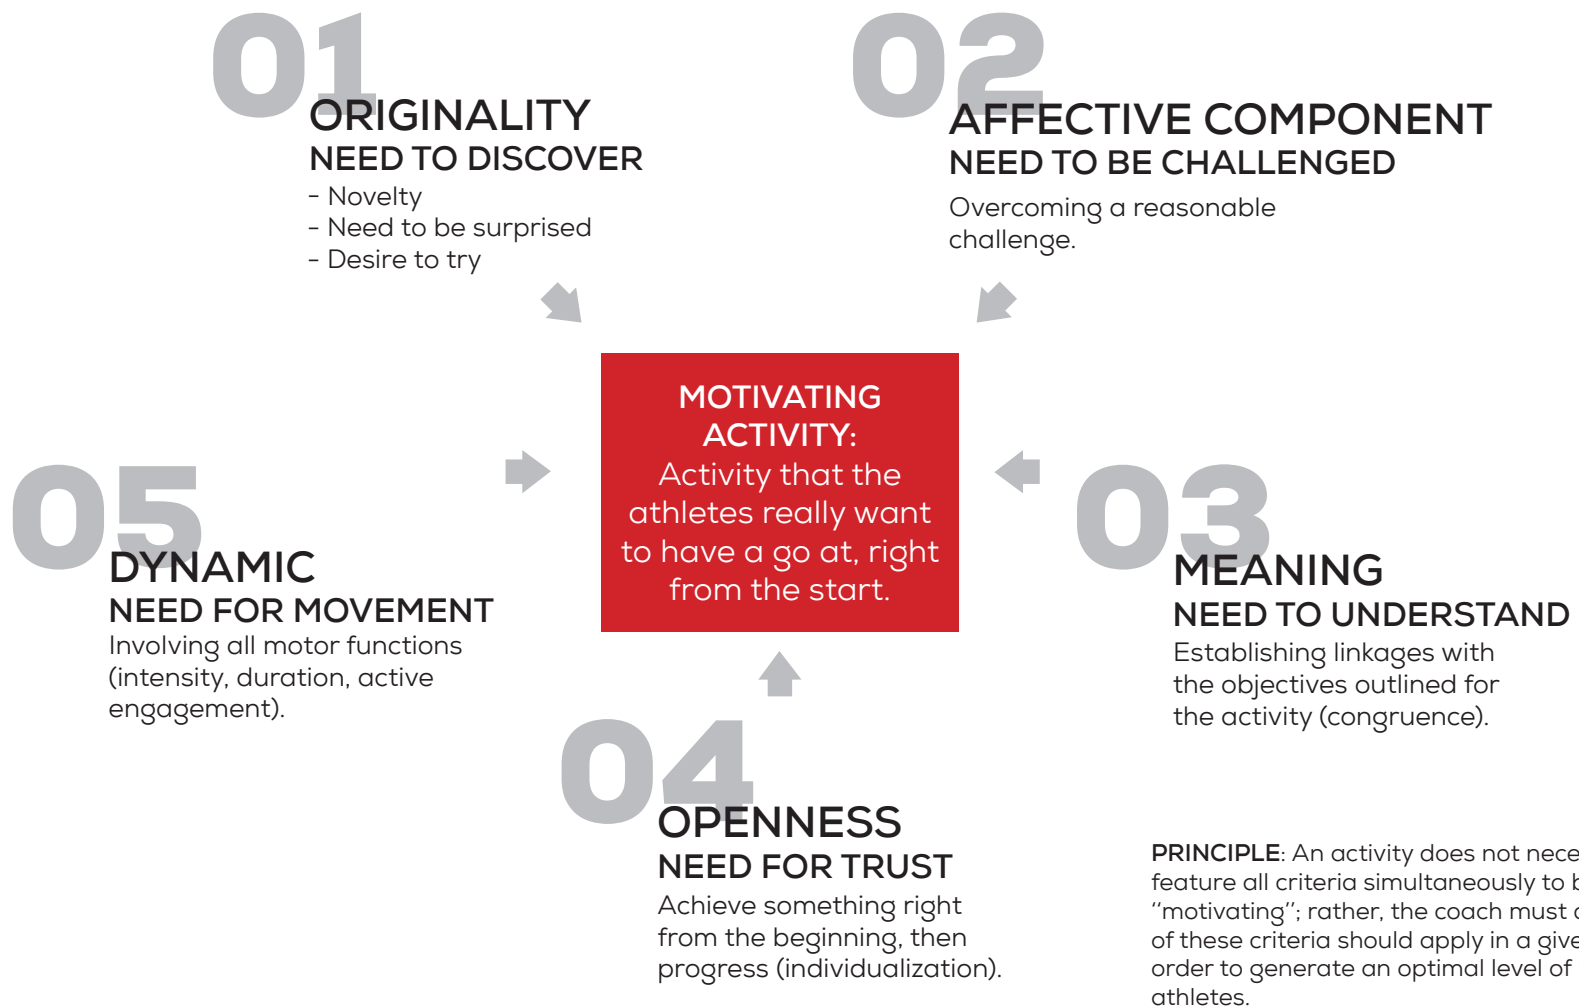 01
ORIGINALITY
NEED TO DISCOVER
- Novelty
- Need to be surprised
- Desire to try
02
AFFECTIVE COMPONENT
NEED TO BE CHALLENGED
Overcoming a reasonable
challenge.
MOTIVATING
ACTIVITY:
Activity that the
athletes really want
to have a go at, right
from the start.
03
MEANING
NEED TO UNDERSTAND
Establishing linkages with
the objectives outlined for
the activity (congruence).
04
OPENNESS
NEED FOR TRUST
Achieve something right
from the beginning, then
progress (individualization).
05
DYNAMIC
NEED FOR MOVEMENT
Involving all motor functions
(intensity, duration, active
engagement).
PRINCIPLE: An activity does not
feature all criteria simultaneously to
"motivating"; rather, the coach must
of these criteria should apply in a
order to generate an optimal level of
athletes.